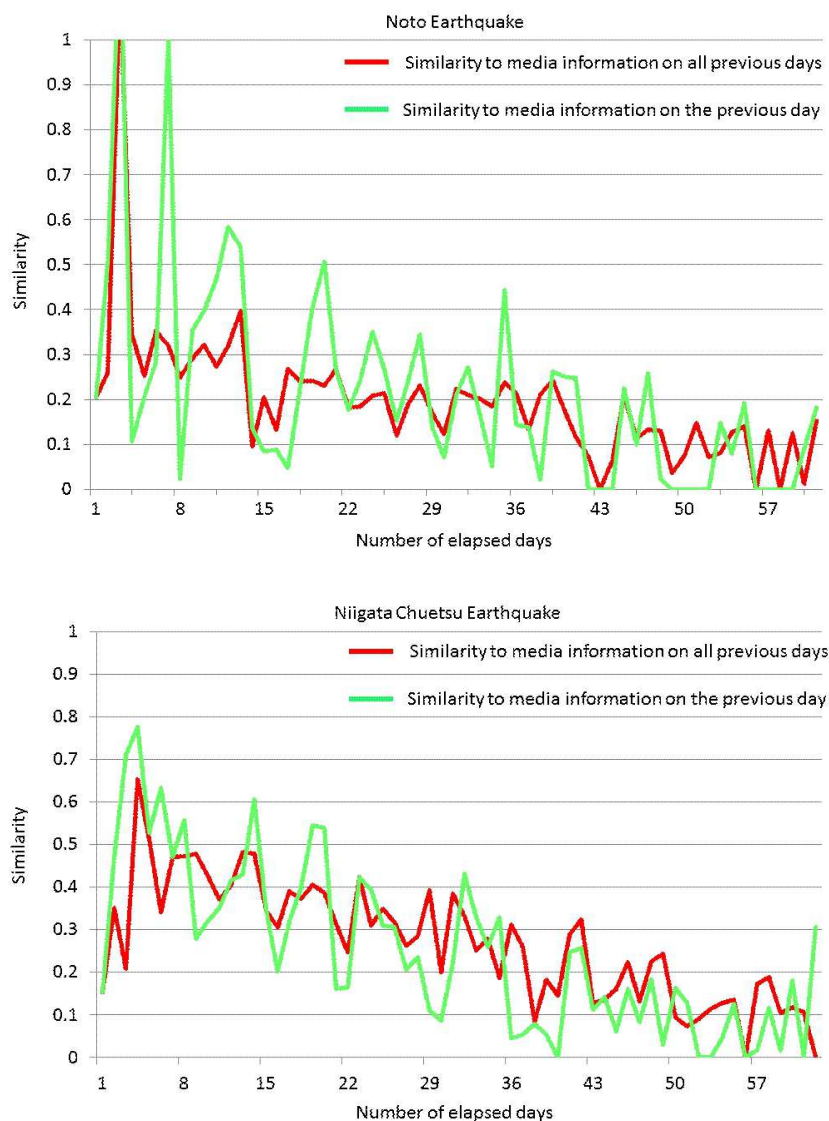 Noto Earthquake
1
0.9
0.8
0.7
0.6
0.5
0.4
0.3
0.2
0.1
0
Similarity
Similarity to media information on all previous days
Similarity to media information on the previous day
1 8 15 22 29 36 43 50 57
Number of elapsed days
Niigata Chuetsu Earthquake
1
0.9
0.8
0.7
0.6
0.5
0.4
0.3
0.2
0.1
0
Similarity
Similarity to media information on all previous days
Similarity to media information on the previous day
1 8 15 22 29 36 43 50 57
Number of elapsed days